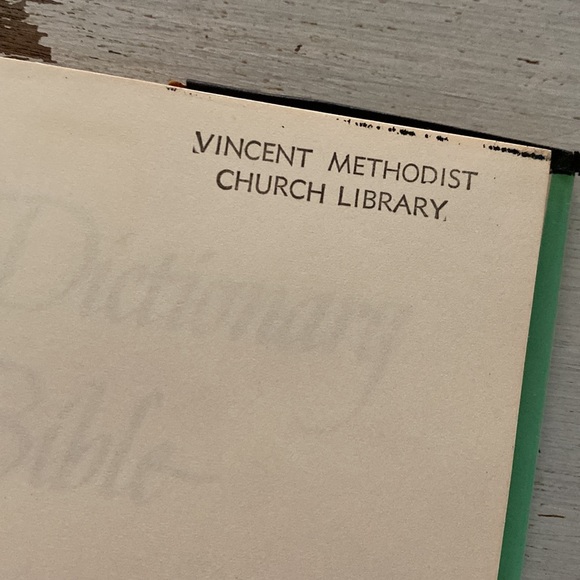 VINCENT METHODIST
CHURCH LIBRARY
Dictionary
Bible